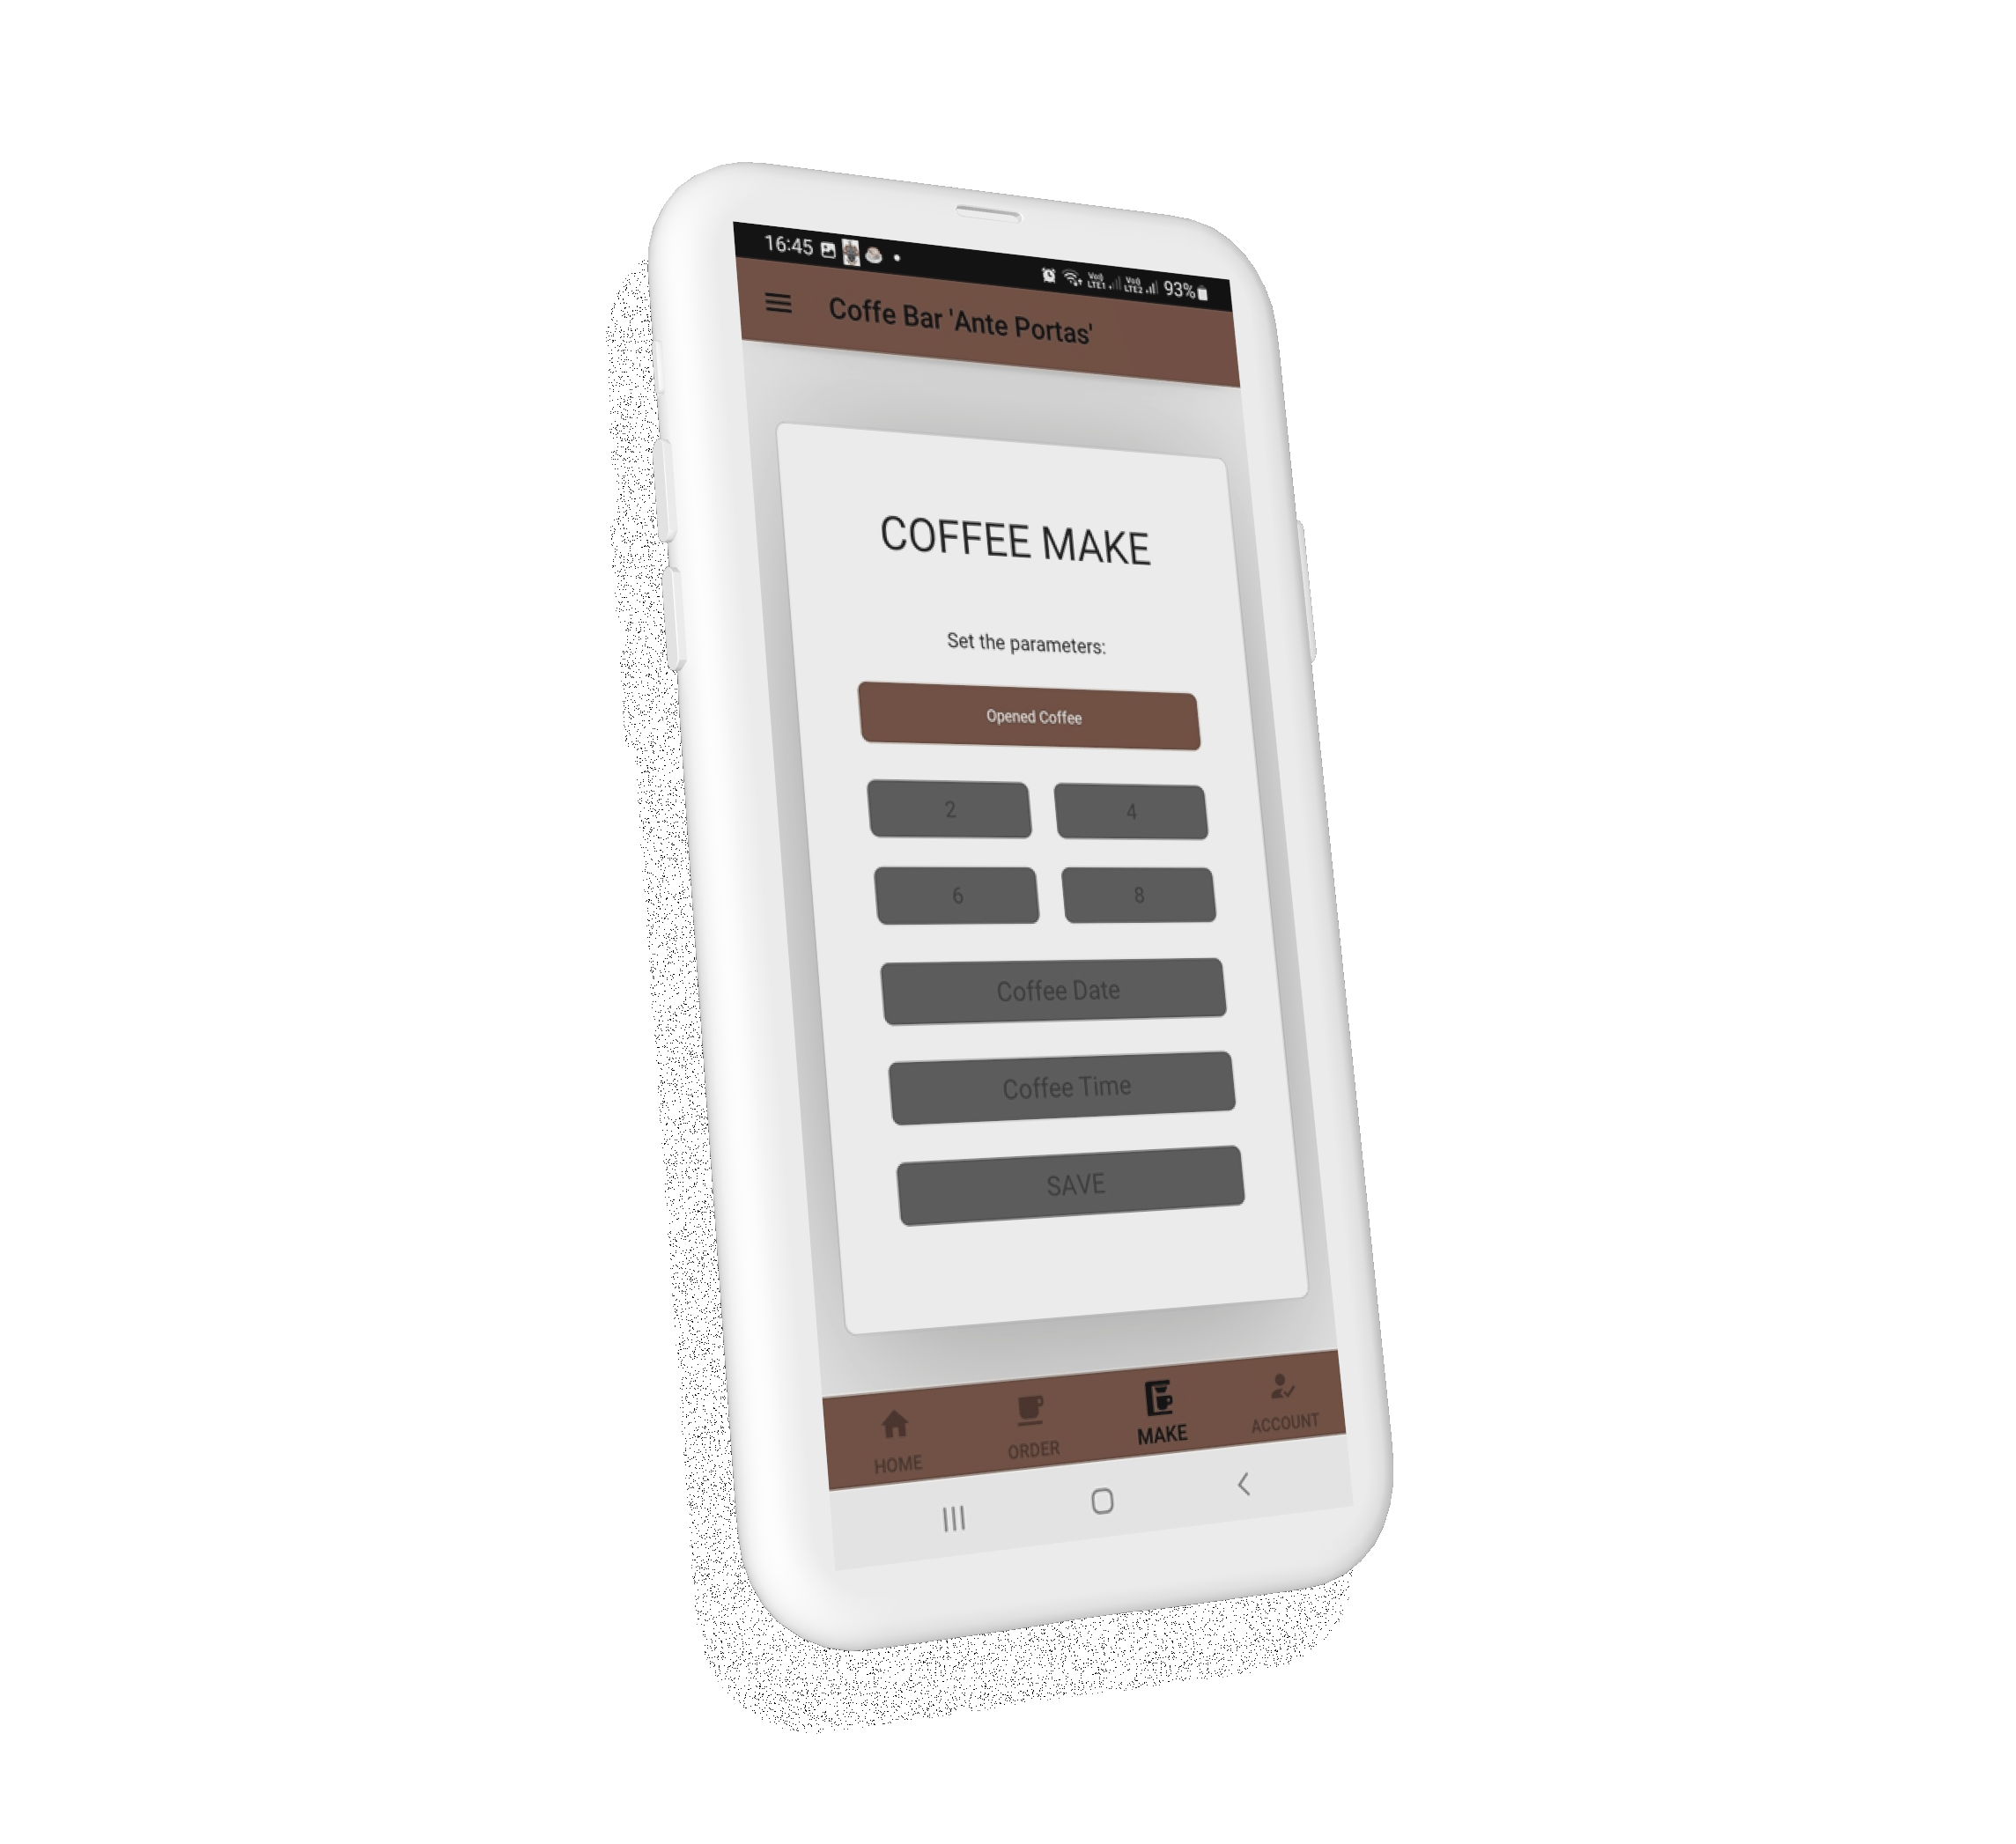 16:45 Vo)) LTE1 Vo)) LTE2 93%
Coffe Bar 'Ante Portas'
COFFEE MAKE
Set the parameters:
Opened Coffee
2 4
6 8
Coffee Date
Coffee Time
SAVE
HOME ORDER MAKE ACCOUNT